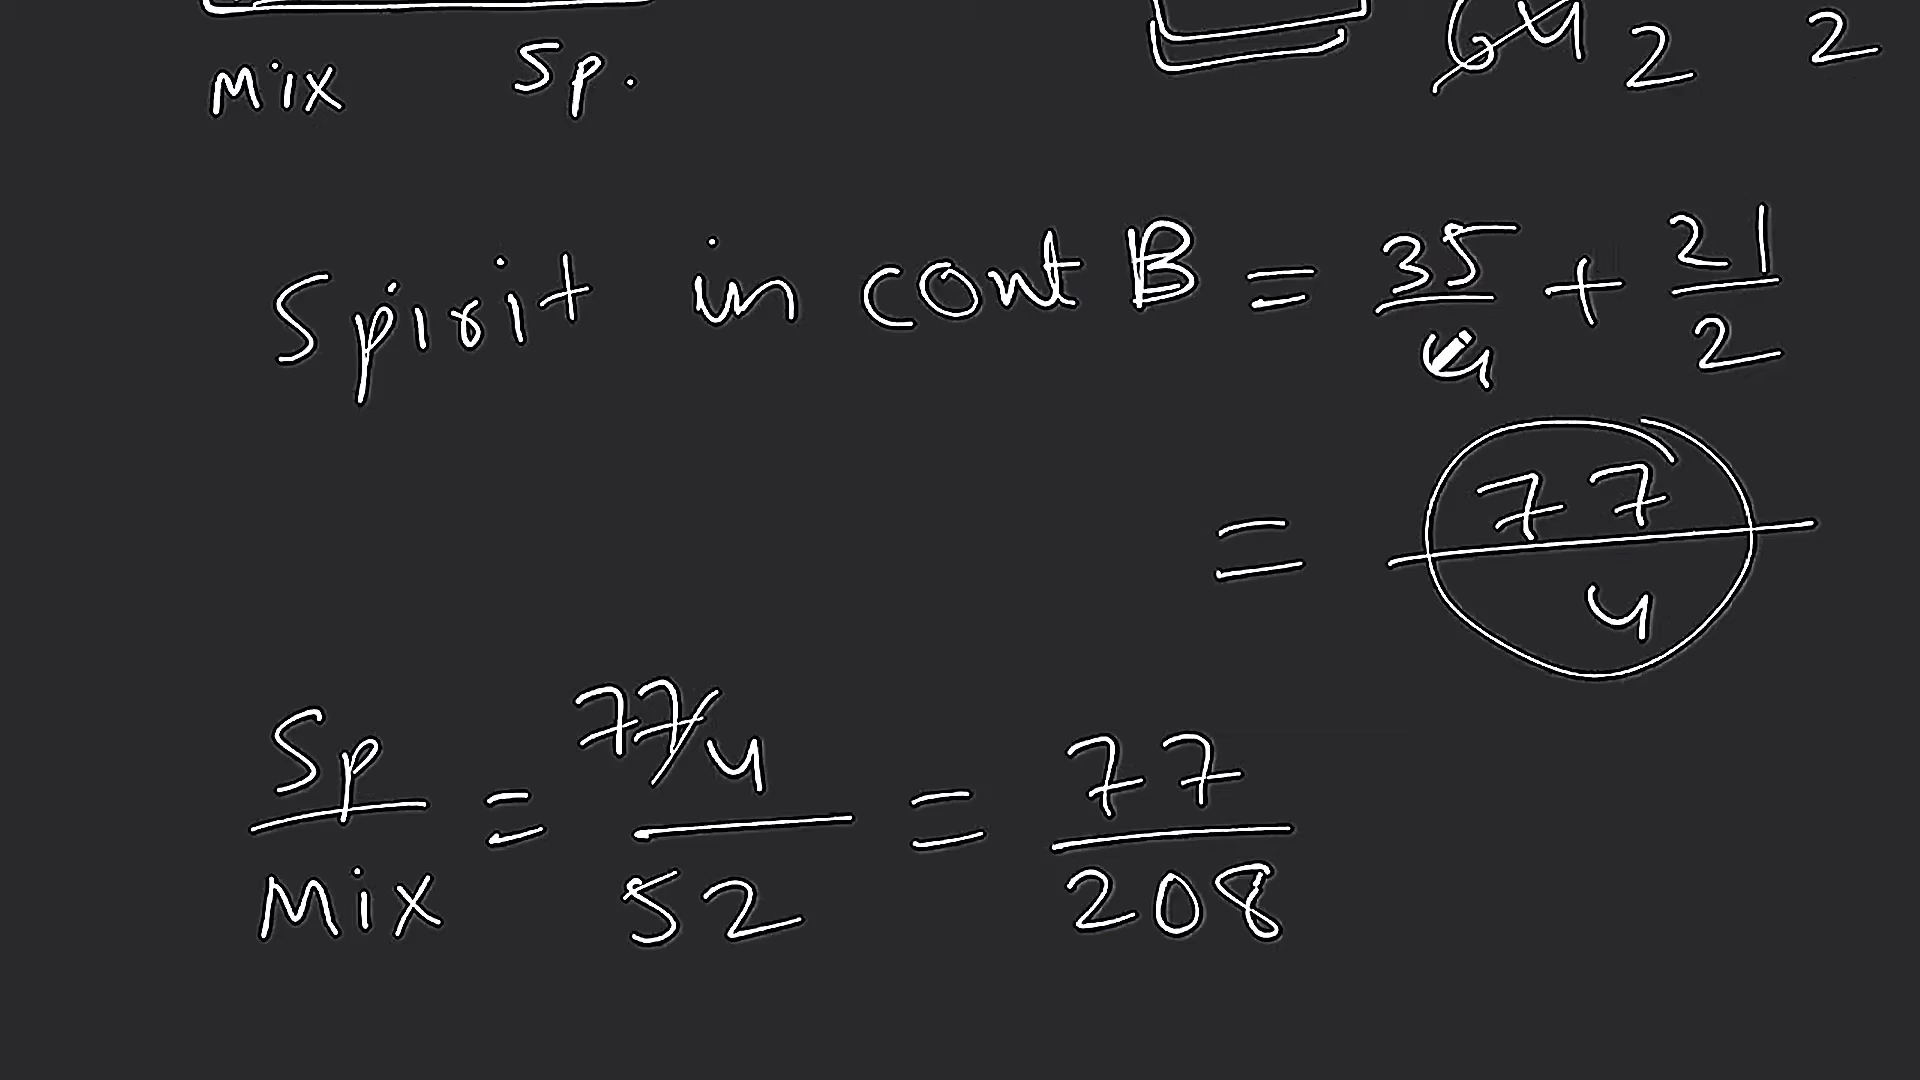 Mix Sp. 64 2 2
Spirit in cont B = 35/4 + 21/2
= 77/4
Sp/Mix = 77/4/52 = 77/208